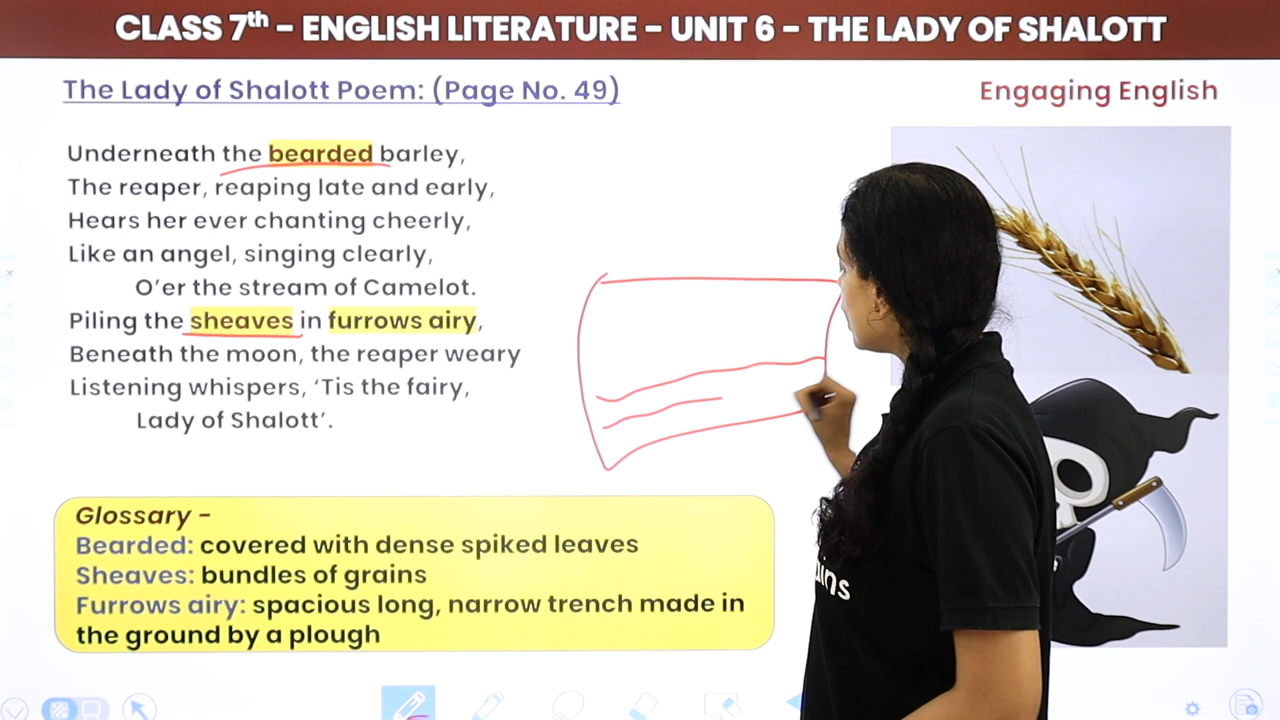 CLASS 7th - ENGLISH LITERATURE - UNIT 6 - THE LADY OF SHALOTT
The Lady of Shalott Poem: (Page No. 49)
Engaging English
Underneath the bearded barley,
The reaper, reaping late and early,
Hears her ever chanting cheerly,
Like an angel, singing clearly,
O'er the stream of Camelot.
Piling the sheaves in furrows airy,
Beneath the moon, the reaper weary
Listening whispers, 'Tis the fairy,
Lady of Shalott'.
Glossary -
Bearded: covered with dense spiked leaves
Sheaves: bundles of grains
Furrows airy: spacious long, narrow trench made in
the ground by a plough